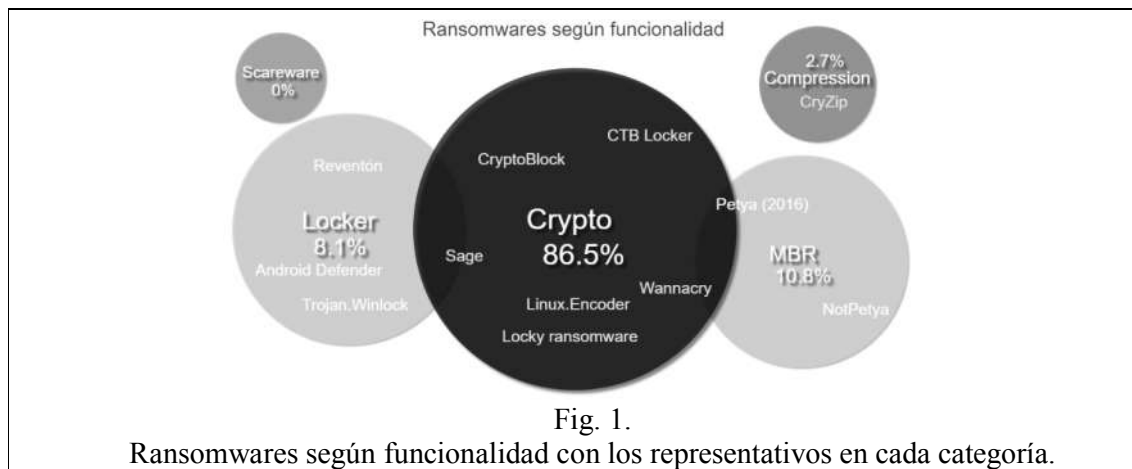 Ransomwares según funcionalidad
Scareware
0%
2.7%
Compression
CryZip
CTB Locker
CryptoBlock
Reventón
Locker
8.1%
Android Defender
Trojan.Winlock
Crypto
86.5%
Sage
Wannacry
Linux.Encoder
Locky ransomware
Petya (2016)
MBR
10.8%
NotPetya
Fig. 1.
Ransomwares según funcionalidad con los representativos en cada categoría.